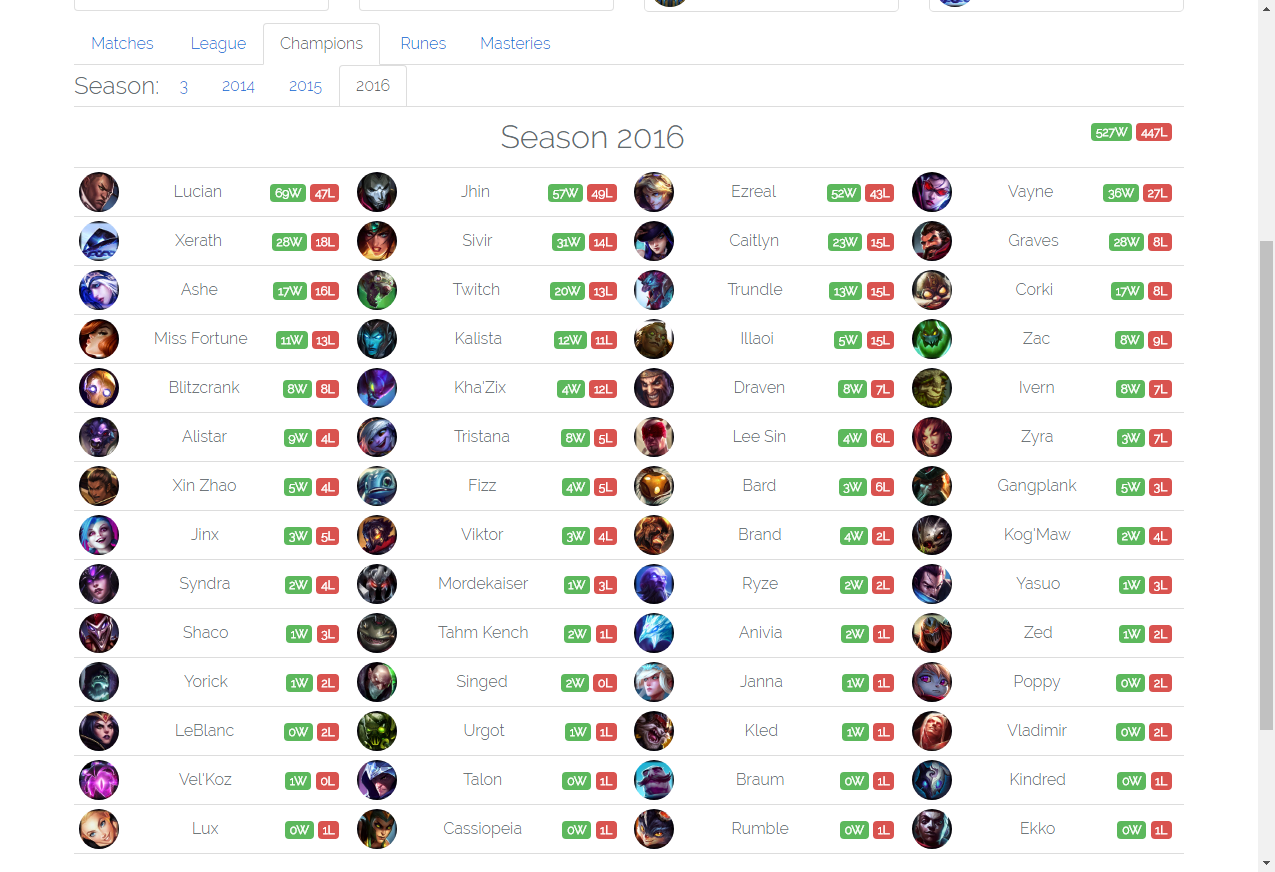 Matches League Champions Runes Masteries
Season: 3 2014 2015 2016
Season 2016 527W 447L
Lucian 69W 47L Jhin 57W 49L Ezreal 52W 43L Vayne 36W 27L
Xerath 28W 18L Sivir 31W 14L Caitlyn 23W 15L Graves 28W 8L
Ashe 17W 16L Twitch 20W 13L Trundle 13W 15L Corki 17W 8L
Miss Fortune 11W 13L Kalista 12W 11L Illaoi 5W 15L Zac 8W 9L
Blitzcrank 8W 8L Kha'Zix 4W 12L Draven 8W 7L Ivern 8W 7L
Alistar 9W 4L Tristana 8W 5L Lee Sin 4W 6L Zyra 3W 7L
Xin Zhao 5W 4L Fizz 4W 5L Bard 3W 6L Gangplank 5W 3L
Jinx 3W 5L Viktor 3W 4L Brand 4W 2L Kog'Maw 2W 4L
Syndra 2W 4L Mordekaiser 1W 3L Ryze 2W 2L Yasuo 1W 3L
Shaco 1W 3L Tahm Kench 2W 1L Anivia 2W 1L Zed 1W 2L
Yorick 1W 2L Singed 2W 0L Janna 1W 1L Poppy 0W 2L
LeBlanc 0W 2L Urgot 1W 1L Kled 1W 1L Vladimir 0W 2L
Vel'Koz 1W 0L Talon 0W 1L Braum 0W 1L Kindred 0W 1L
Lux 0W 1L Cassiopeia 0W 1L Rumble 0W 1L Ekko 0W 1L